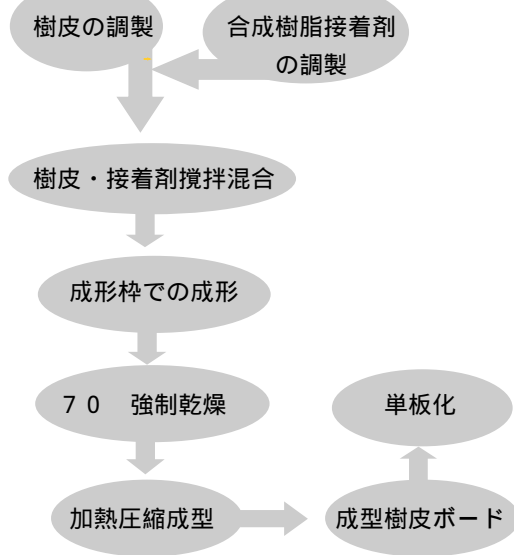 樹皮の調製
合成樹脂接着剤
の調製
樹皮・接着剤撹拌混合
成形枠での成形
７０　強制乾燥
単板化
加熱圧縮成型
成型樹皮ボード